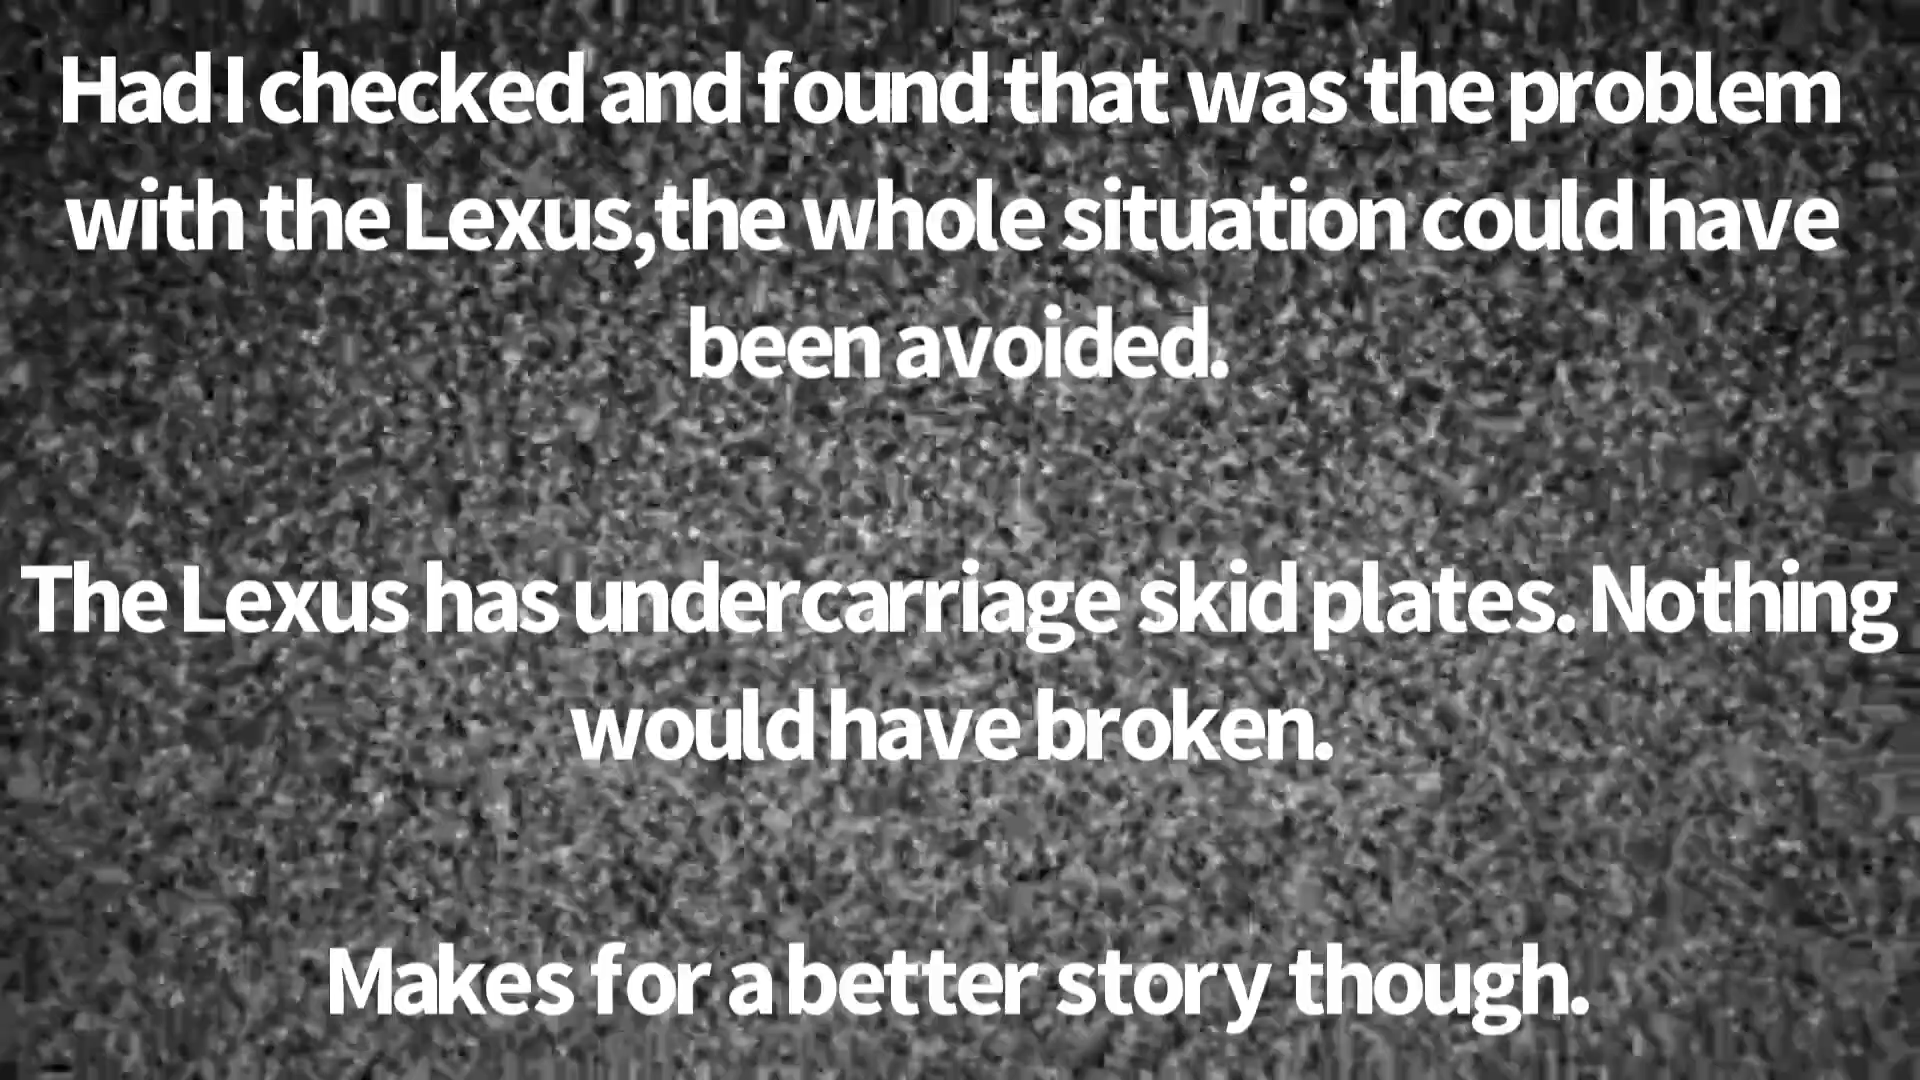 Had I checked and found that was the problem
with the Lexus,the whole situation could have
been avoided.
The Lexus has undercarriage skid plates. Nothing
would have broken.
Makes for a better story though.